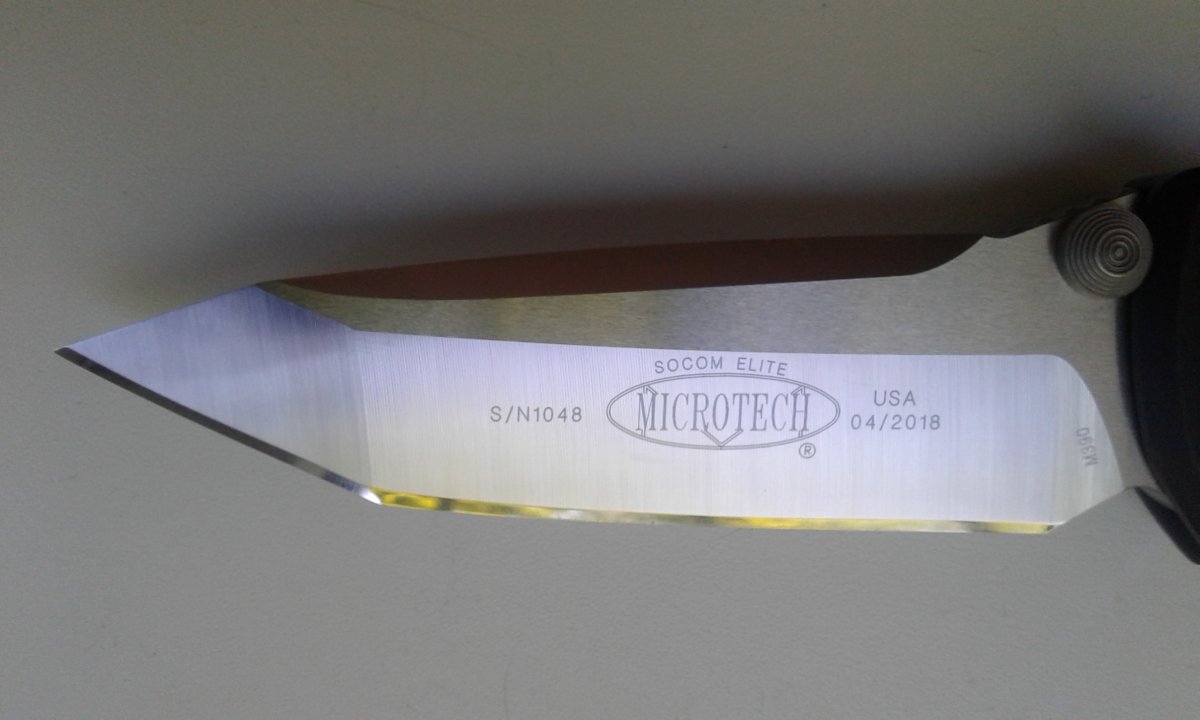 SOCOM ELITE
S/N1048
MICROTECH
®
USA
04/2018
M390